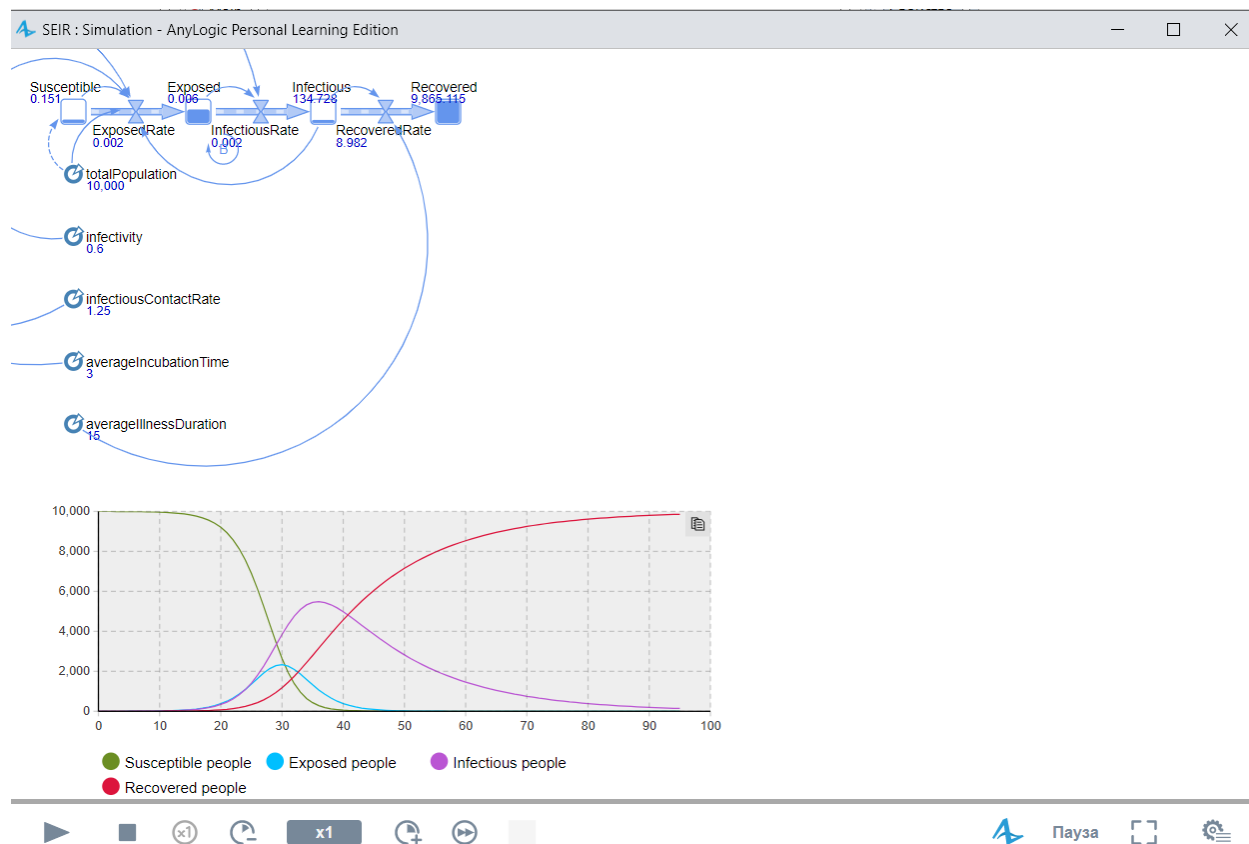 SEIR : Simulation - AnyLogic Personal Learning Edition
Susceptible Exposed Infectious Recovered
0.151 0.006 134.728 9,865.115
ExposedRate InfectiousRate RecoveredRate
0.002 0.002 8.982
B
totalPopulation
10,000
infectivity
0.6
infectiousContactRate
1.25
averageIncubationTime
3
averageIllnessDuration
15
10,000
8,000
6,000
4,000
2,000
0
0 10 20 30 40 50 60 70 80 90 100
Susceptible people Exposed people Infectious people
Recovered people
x1 x1 Пауза